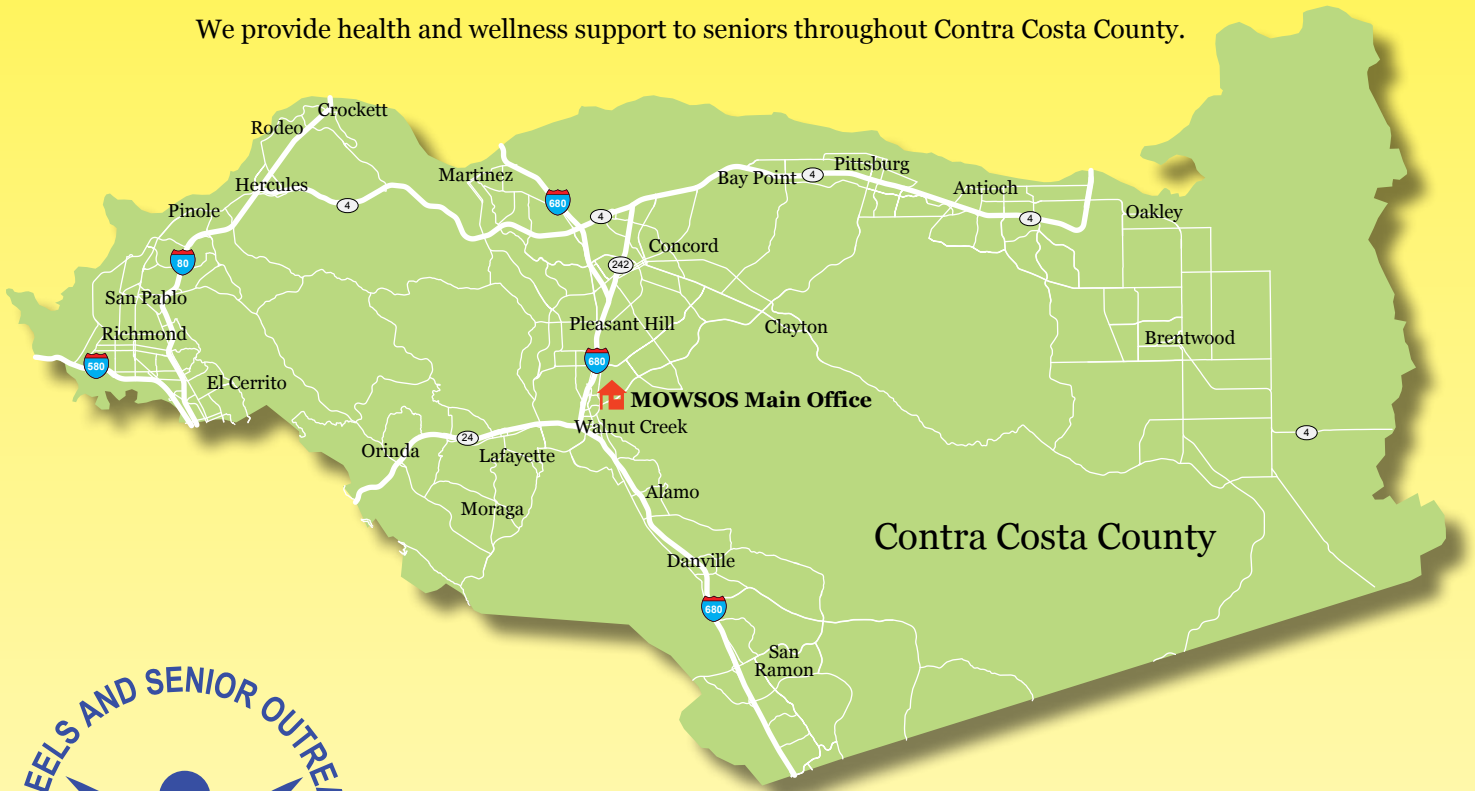 We provide health and wellness support to seniors throughout Contra Costa County.
Crockett
Rodeo
Hercules
4
Pinole
80
San Pablo
Richmond
580
El Cerrito
Martinez
680
4
Bay Point
4
Pittsburg
Antioch
4
Oakley
Concord
242
Pleasant Hill
Clayton
Brentwood
680
MOWSOS Main Office
Walnut Creek
4
Orinda
24
Lafayette
Moraga
Alamo
Contra Costa County
Danville
680
San
Ramon
EELS AND SENIOR OUTREA